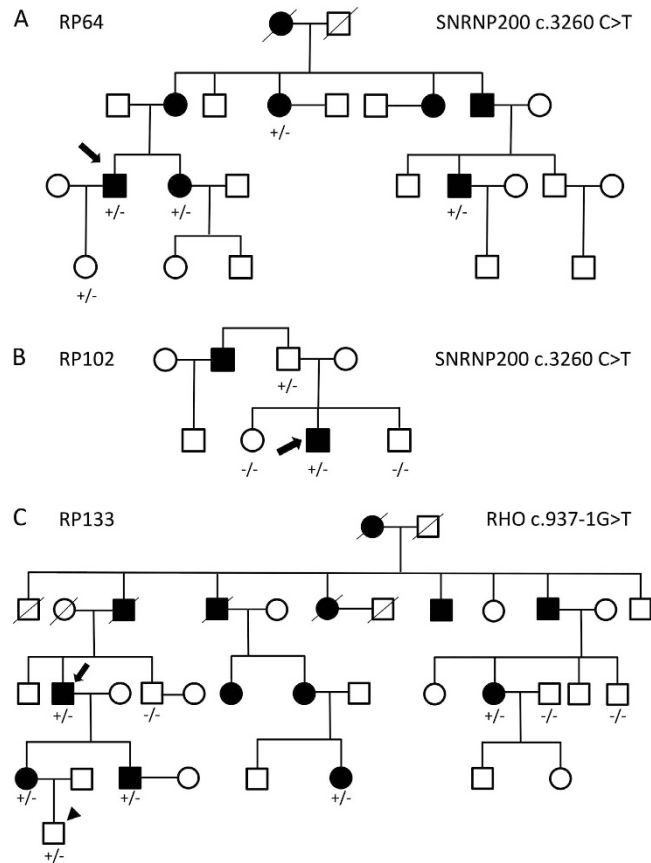 A RP64 SNRNP200 c.3260 C>T
+/-
+/- +/- +/-
+/-
B RP102 SNRNP200 c.3260 C>T
+/-
-/- +/- -/-
C RP133 RHO c.937-1G>T
+/- -/- +/- -/- -/-
+/- +/- +/-
+/-